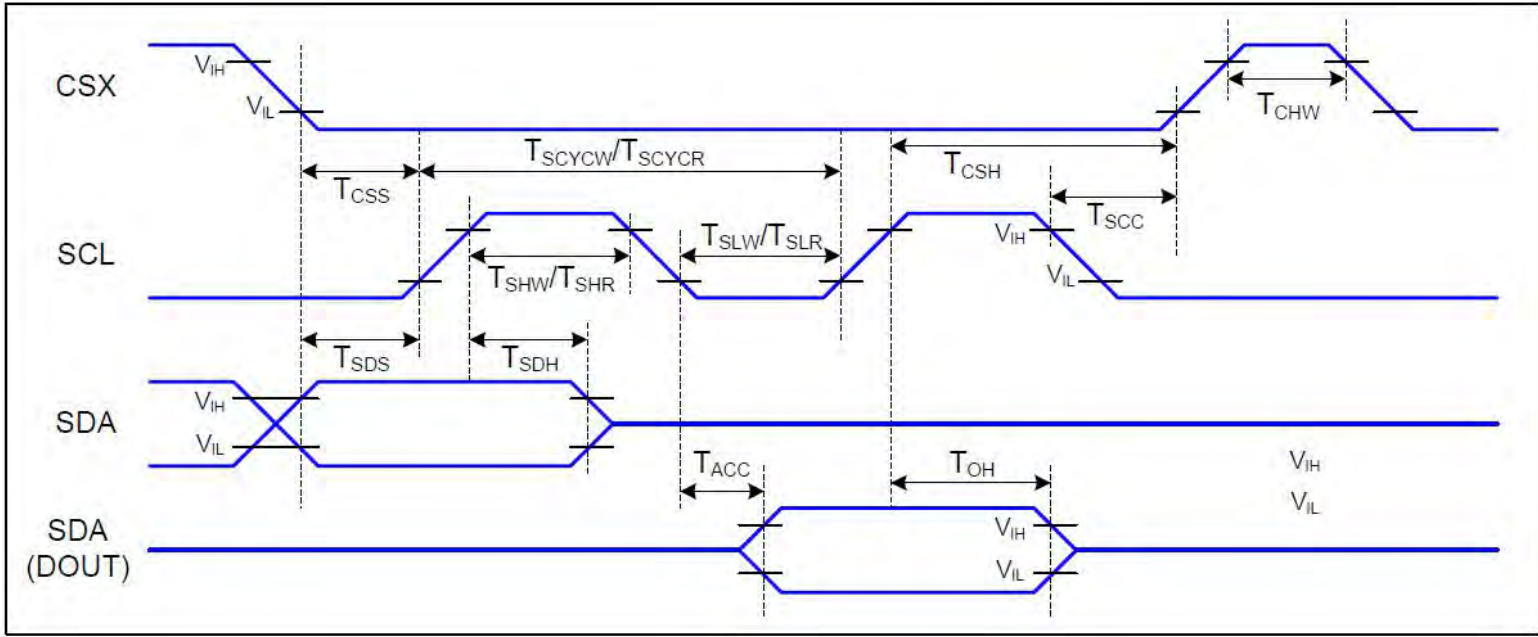 CSX
VIH
VIL
TCHW
TSCYCW/TSCYCR
TCSS
TCSH
TSCC
SCL
TSHW/TSHR
TSLW/TSLR
VIH
VIL
TSDS
TSDH
SDA
VIH
VIL
TACC
TOH
VIH
VIL
SDA
(DOUT)
VIH
VIL